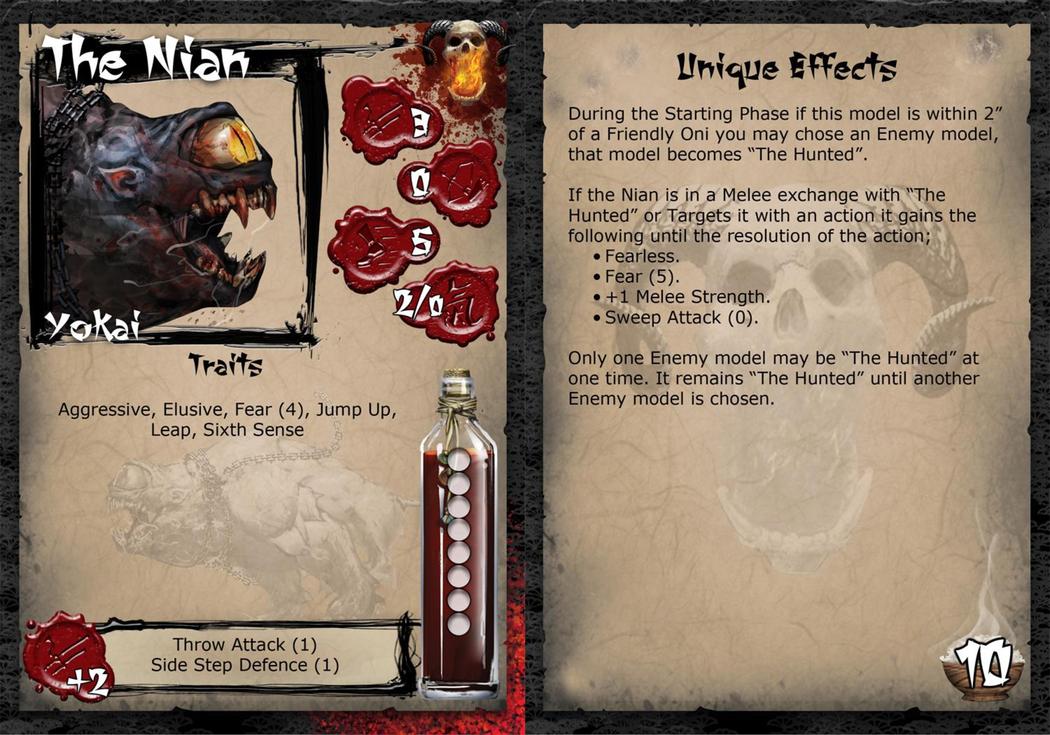 The Nian
3
0
5
2/0
氣
Yokai
Traits
Aggressive, Elusive, Fear (4), Jump Up,
Leap, Sixth Sense
+2
Throw Attack (1)
Side Step Defence (1)
Unique Effects
During the Starting Phase if this model is within 2”
of a Friendly Oni you may chose an Enemy model,
that model becomes “The Hunted”.
If the Nian is in a Melee exchange with “The
Hunted” or Targets it with an action it gains the
following until the resolution of the action;
• Fearless.
• Fear (5).
• +1 Melee Strength.
• Sweep Attack (0).
Only one Enemy model may be “The Hunted” at
one time. It remains “The Hunted” until another
Enemy model is chosen.
10